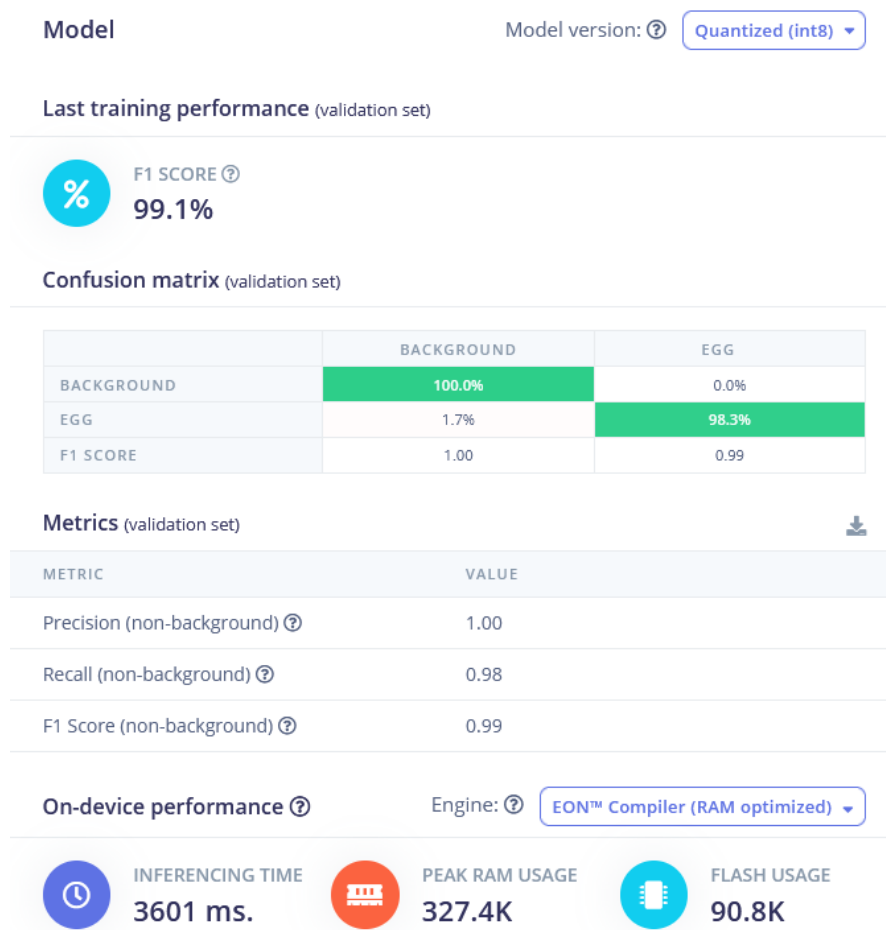 Model
Model version: Quantized (int8)
Last training performance (validation set)
F1 SCORE
99.1%
Confusion matrix (validation set)
BACKGROUND EGG
BACKGROUND 100.0% 0.0%
EGG 1.7% 98.3%
F1 SCORE 1.00 0.99
Metrics (validation set)
METRIC VALUE
Precision (non-background) 1.00
Recall (non-background) 0.98
F1 Score (non-background) 0.99
On-device performance
Engine: EON™ Compiler (RAM optimized)
INFERENCING TIME
3601 ms.
PEAK RAM USAGE
327.4K
FLASH USAGE
90.8K